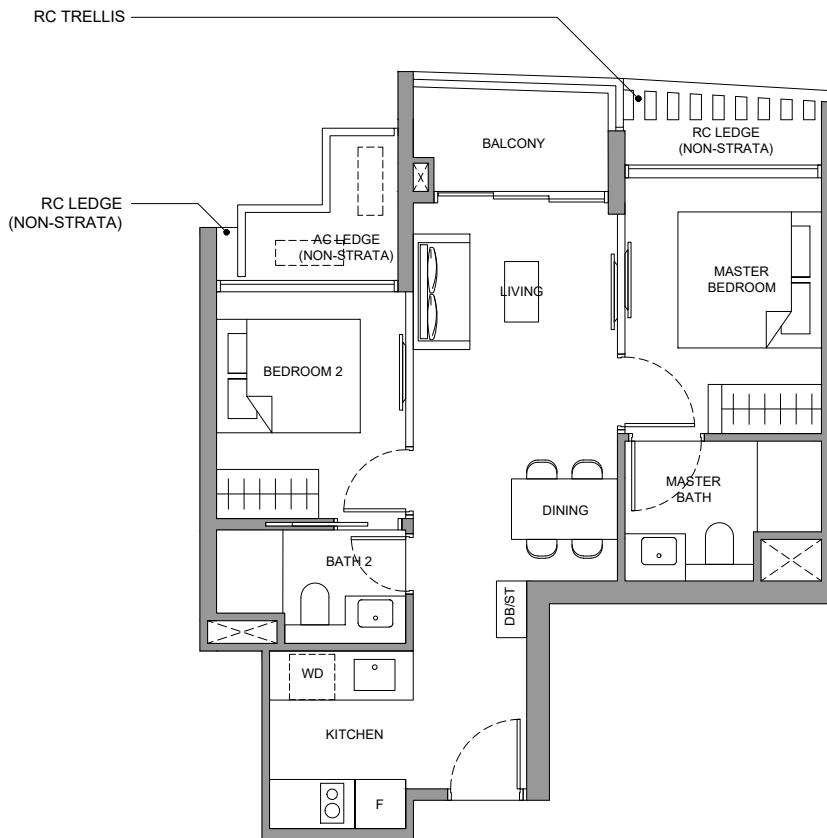 RC TRELLIS
BALCONY
RC LEDGE
(NON-STRATA)
X
RC LEDGE
(NON-STRATA)
AC LEDGE
(NON-STRATA)
LIVING
MASTER
BEDROOM
BEDROOM 2
MASTER
BATH
DINING
BATH 2
DB/ST
WD
KITCHEN
F